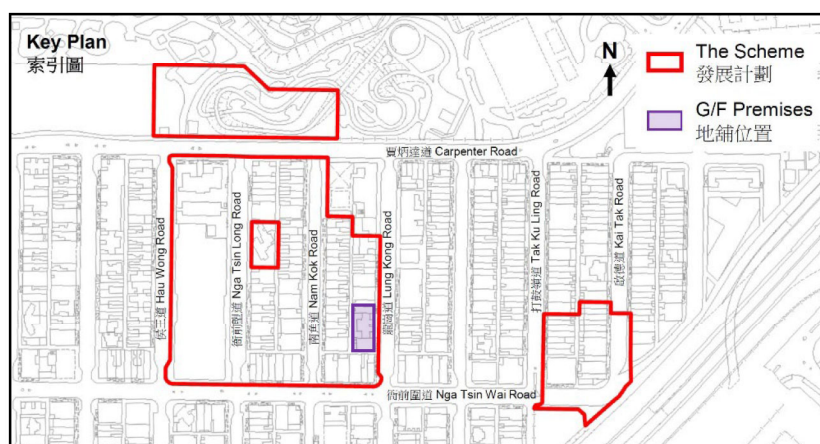 Key Plan
索引圖
N
The Scheme
發展計劃
G/F Premises
地舖位置
賈炳達道 Carpenter Road
侯王道 Hau Wong Road
衙前塱道 Nga Tsin Long Road
南角道 Nam Kok Road
龍崗道 Lung Kong Road
打鼓嶺道 Tak Ku Ling Road
啟德道 Kai Tak Road
衙前圍道 Nga Tsin Wai Road